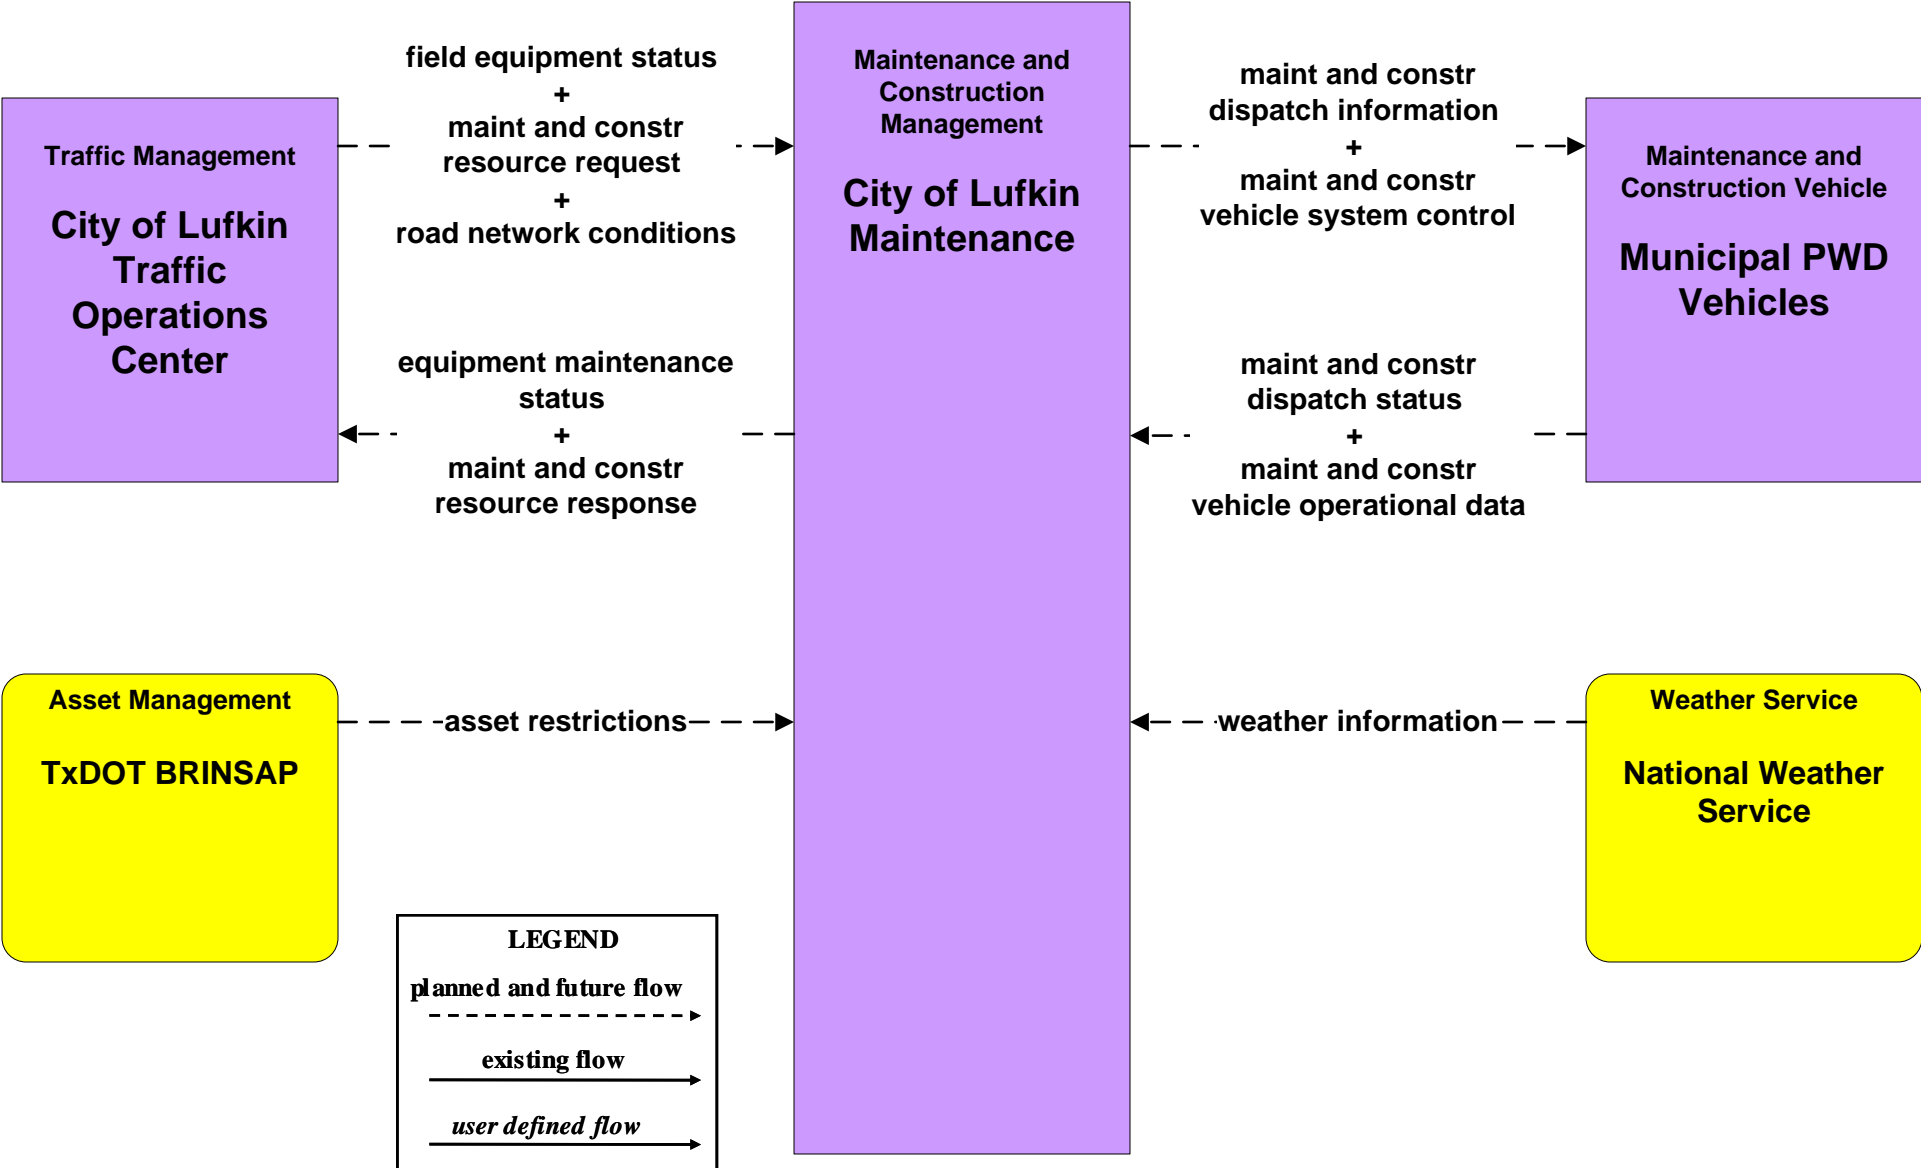 Traffic Management
City of Lufkin
Traffic
Operations
Center
field equipment status
+
maint and constr
resource request
+
road network conditions
equipment maintenance
status
+
maint and constr
resource response
Maintenance and
Construction
Management
City of Lufkin
Maintenance
maint and constr
dispatch information
+
maint and constr
vehicle system control
maint and constr
dispatch status
+
maint and constr
vehicle operational data
Maintenance and
Construction Vehicle
Municipal PWD
Vehicles
Asset Management
TxDOT BRINSAP
asset restrictions
weather information
Weather Service
National Weather
Service
LEGEND
planned and future flow
existing flow
user defined flow